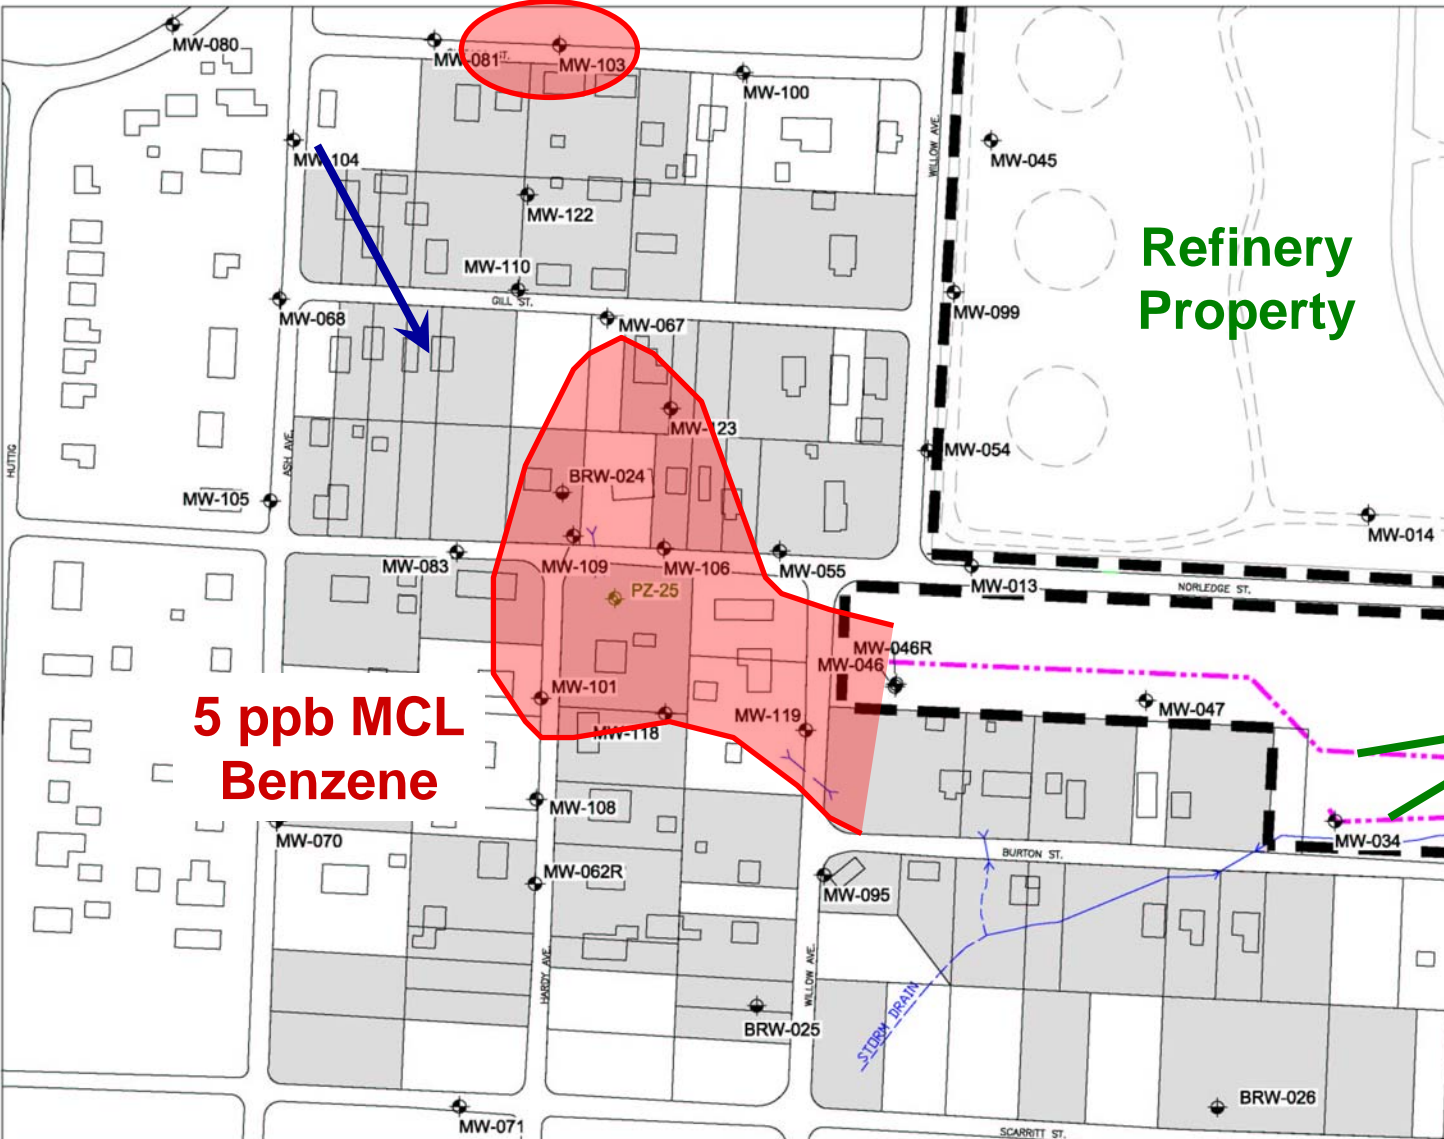 MW-080
MW-081
ST.
MW-103
MW-100
WILLOW AVE.
MW-104
MW-045
MW-122
Refinery
Property
MW-110
GILL ST.
MW-068
MW-067
MW-099
MW-123
HUTTIG
ASH AVE.
MW-054
BRW-024
MW-105
MW-014
MW-083
MW-109
MW-106
MW-055
MW-013
NORLEDGE ST.
PZ-25
MW-046R
MW-046
MW-101
5 ppb MCL
Benzene
MW-118
MW-119
MW-047
MW-108
MW-070
MW-034
BURTON ST.
MW-062R
MW-095
HARDY AVE.
WILLOW AVE.
STORM DRAIN
BRW-025
BRW-026
MW-071
SCARRITT ST.